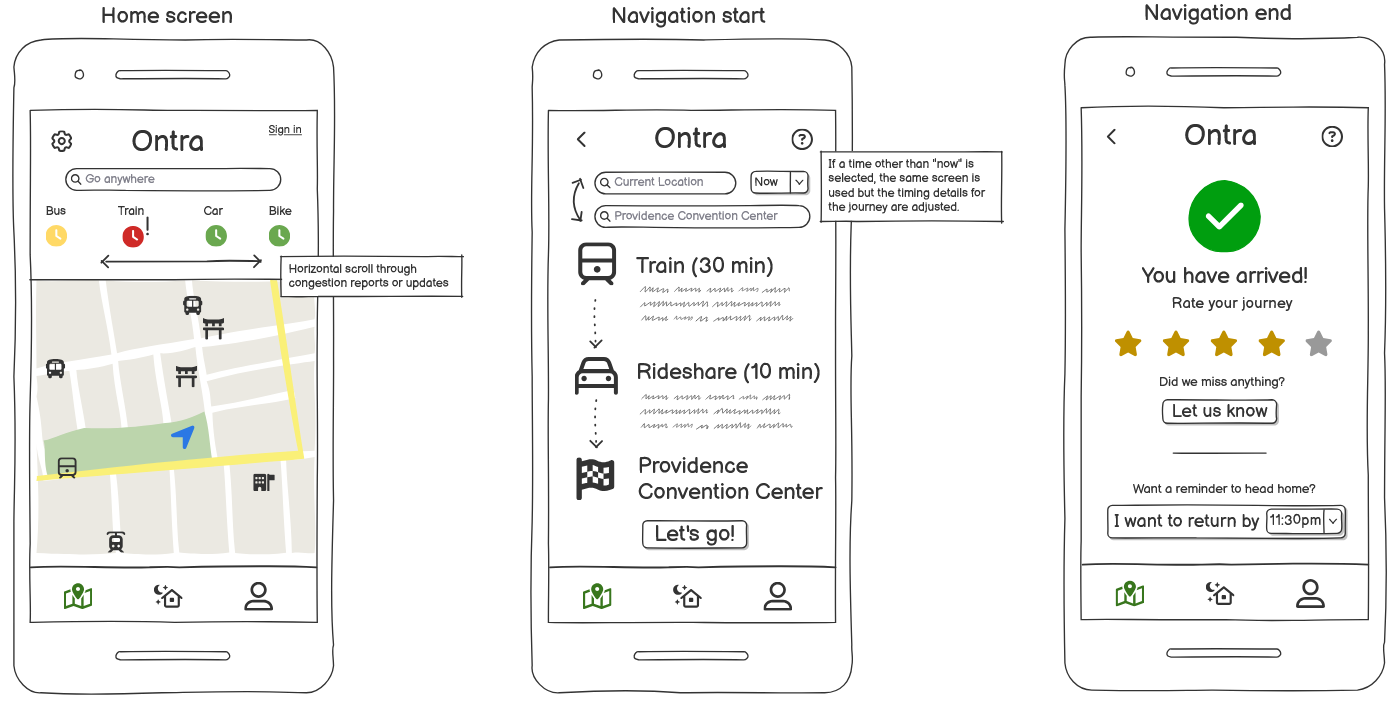 Home screen
Ontra
Sign in
Go anywhere
Bus
Train
!
Car
Bike
Horizontal scroll through
congestion reports or updates
Navigation start
Ontra
?
Current Location
Now
Providence Convention Center
If a time other than "now" is
selected, the same screen is
used but the timing details for
the journey are adjusted.
Train (30 min)
Rideshare (10 min)
Providence
Convention Center
Let's go!
Navigation end
Ontra
?
You have arrived!
Rate your journey
Did we miss anything?
Let us know
Want a reminder to head home?
I want to return by 11:30pm